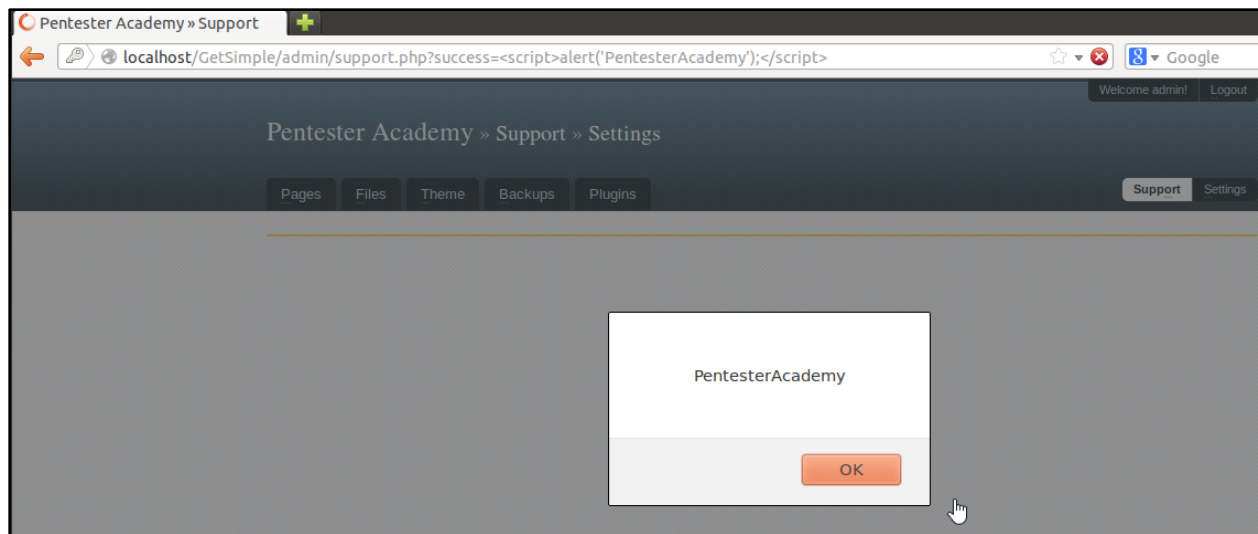 Pentester Academy » Support
localhost/GetSimple/admin/support.php?success=<script>alert('PentesterAcademy');</script>
8 Google
Welcome admin! Logout
Pentester Academy » Support » Settings
Pages Files Theme Backups Plugins
Support Settings
PentesterAcademy
OK